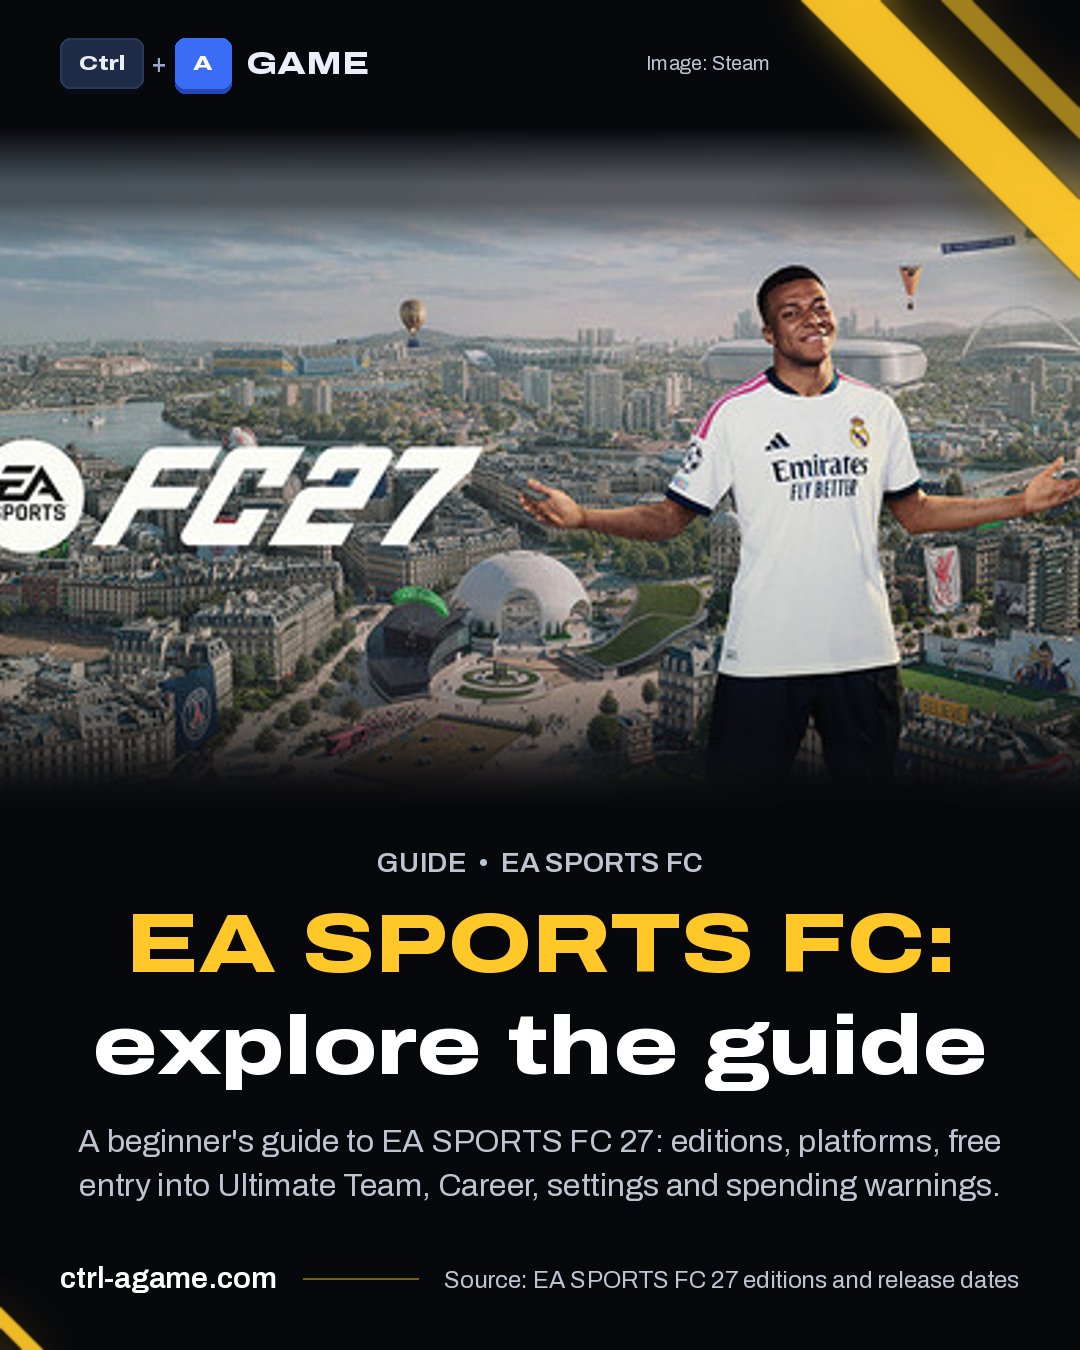 Ctrl + A GAME
Image: Steam
EA SPORTS FC27
Emirates
FLY BETTER
GUIDE • EA SPORTS FC
EA SPORTS FC:
explore the guide
A beginner's guide to EA SPORTS FC 27: editions, platforms, free
entry into Ultimate Team, Career, settings and spending warnings.
ctrl-agame.com
Source: EA SPORTS FC 27 editions and release dates